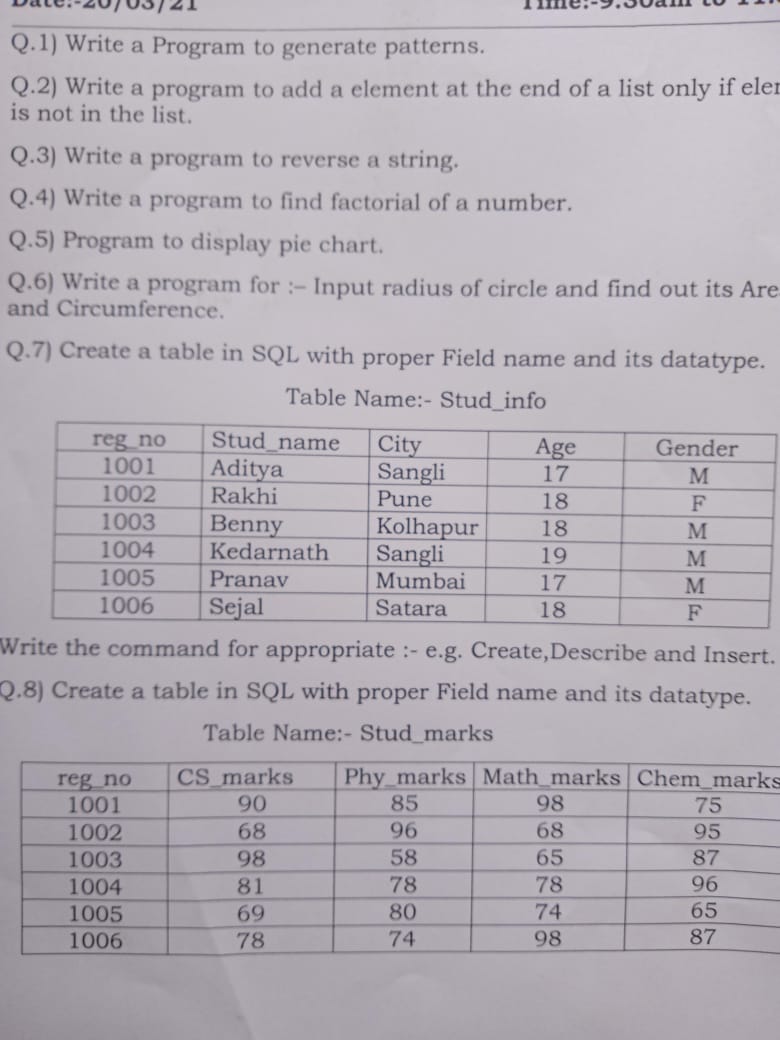 Date:-20/03/21 Time:-9.30am to
Q.1) Write a Program to generate patterns.
Q.2) Write a program to add a element at the end of a list only if
is not in the list.
Q.3) Write a program to reverse a string.
Q.4) Write a program to find factorial of a number.
Q.5) Program to display pie chart.
Q.6) Write a program for :– Input radius of circle and find out its Are
and Circumference.
Q.7) Create a table in SQL with proper Field name and its datatype.
Table Name:- Stud_info
reg_no Stud_name City Age Gender
1001 Aditya Sangli 17 M
1002 Rakhi Pune 18 F
1003 Benny Kolhapur 18 M
1004 Kedarnath Sangli 19 M
1005 Pranav Mumbai 17 M
1006 Sejal Satara 18 F
Write the command for appropriate :- e.g. Create,Describe and Insert.
Q.8) Create a table in SQL with proper Field name and its datatype.
Table Name:- Stud_marks
reg_no CS_marks Phy_marks Math_marks Chem_marks
1001 90 85 98 75
1002 68 96 68 95
1003 98 58 65 87
1004 81 78 78 96
1005 69 80 74 65
1006 78 74 98 87